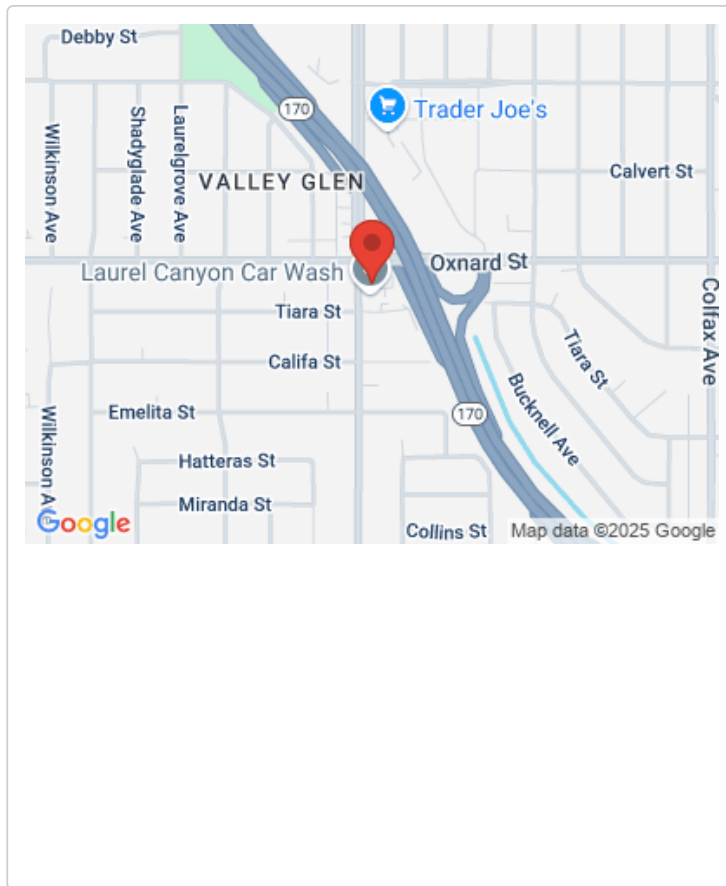 Debby St
170
Trader Joe's
Wilkinson Ave
Shadyglade Ave
Laurelgrove Ave
VALLEY GLEN
Calvert St
Oxnard St
Laurel Canyon Car Wash
Tiara St
Colfax Ave
Califa St
Tiara St
Bucknell Ave
Emelita St
170
Wilkinson Ave
Hatteras St
Miranda St
Google
Collins St
Map data ©2025 Google